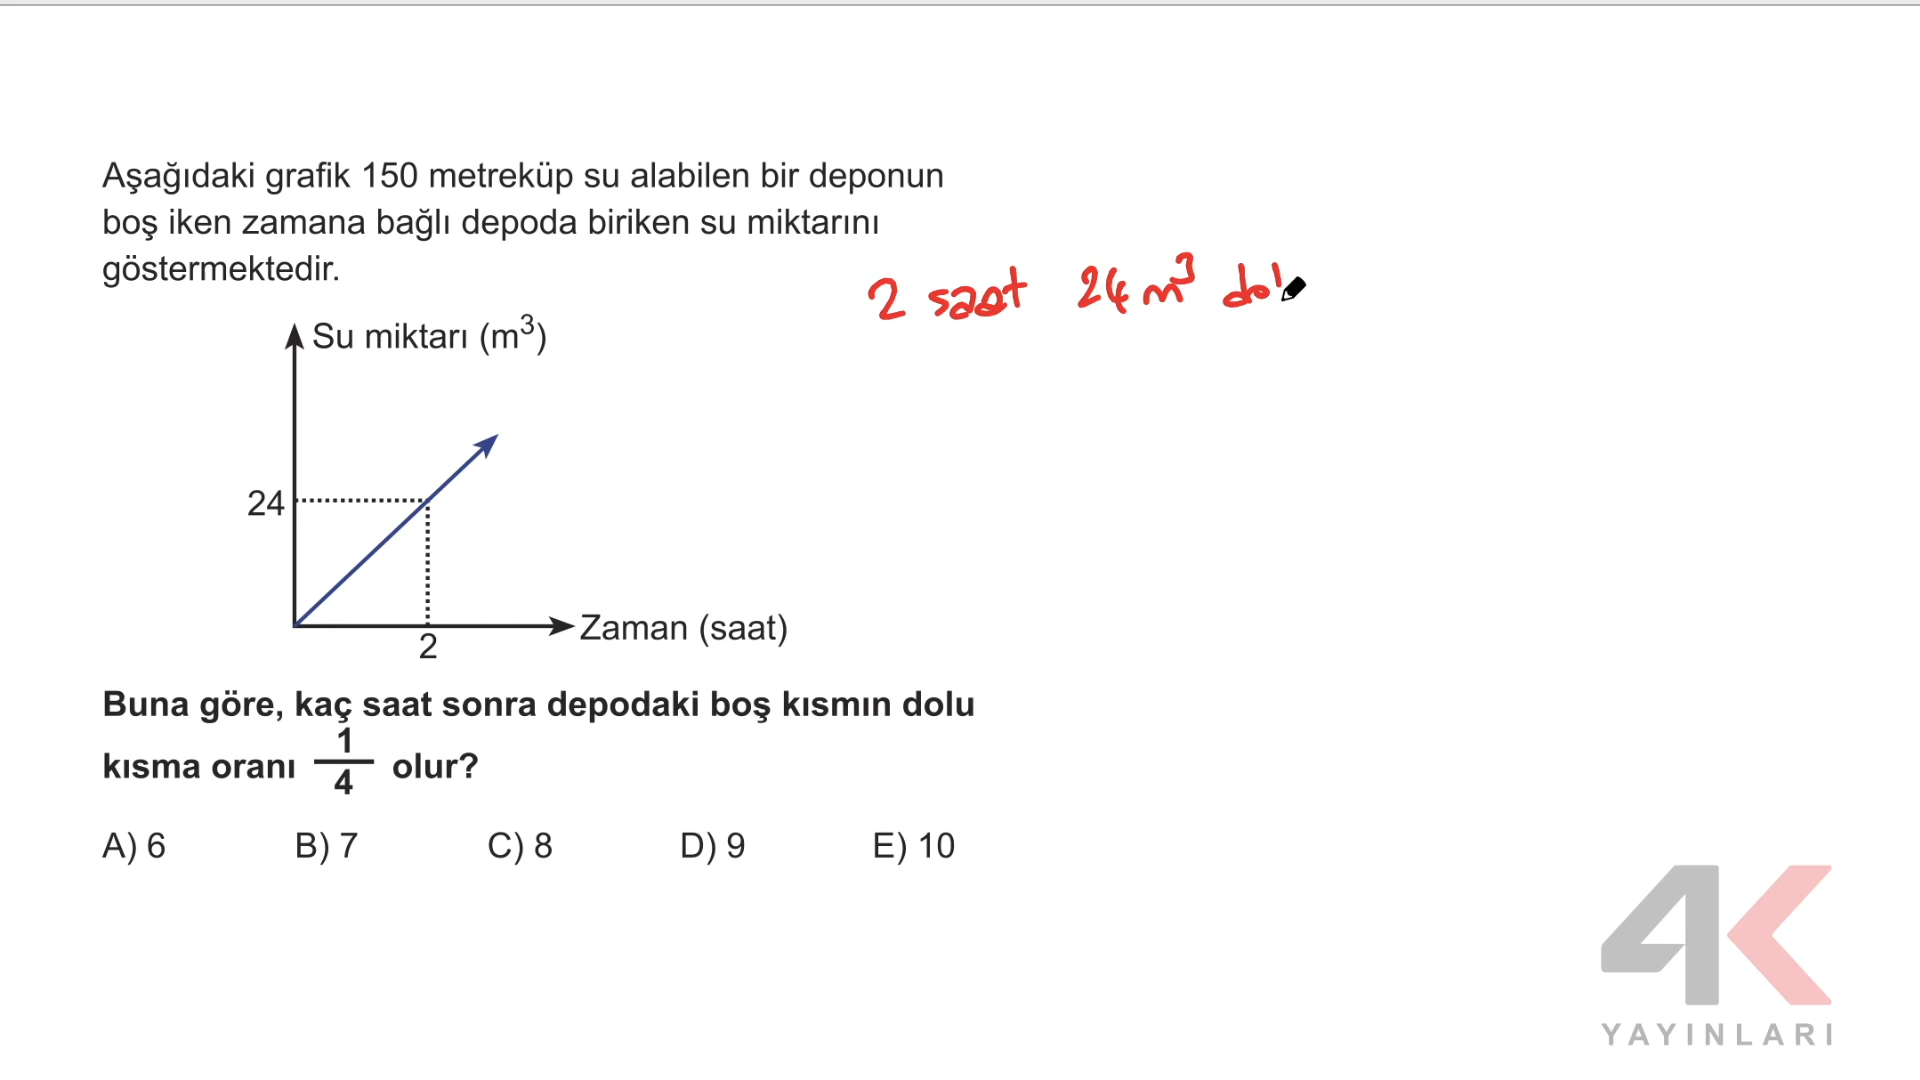 Aşağıdaki grafik 150 metreküp su alabilen bir deponun
boş iken zamana bağlı depoda biriken su miktarını
göstermektedir.
2 saat 24 m³ dol
Su miktarı (m³)
24
2
Zaman (saat)
Buna göre, kaç saat sonra depodaki boş kısmın dolu
kısma oranı 1/4 olur?
A) 6 B) 7 C) 8 D) 9 E) 10
4K
YAYINLARI